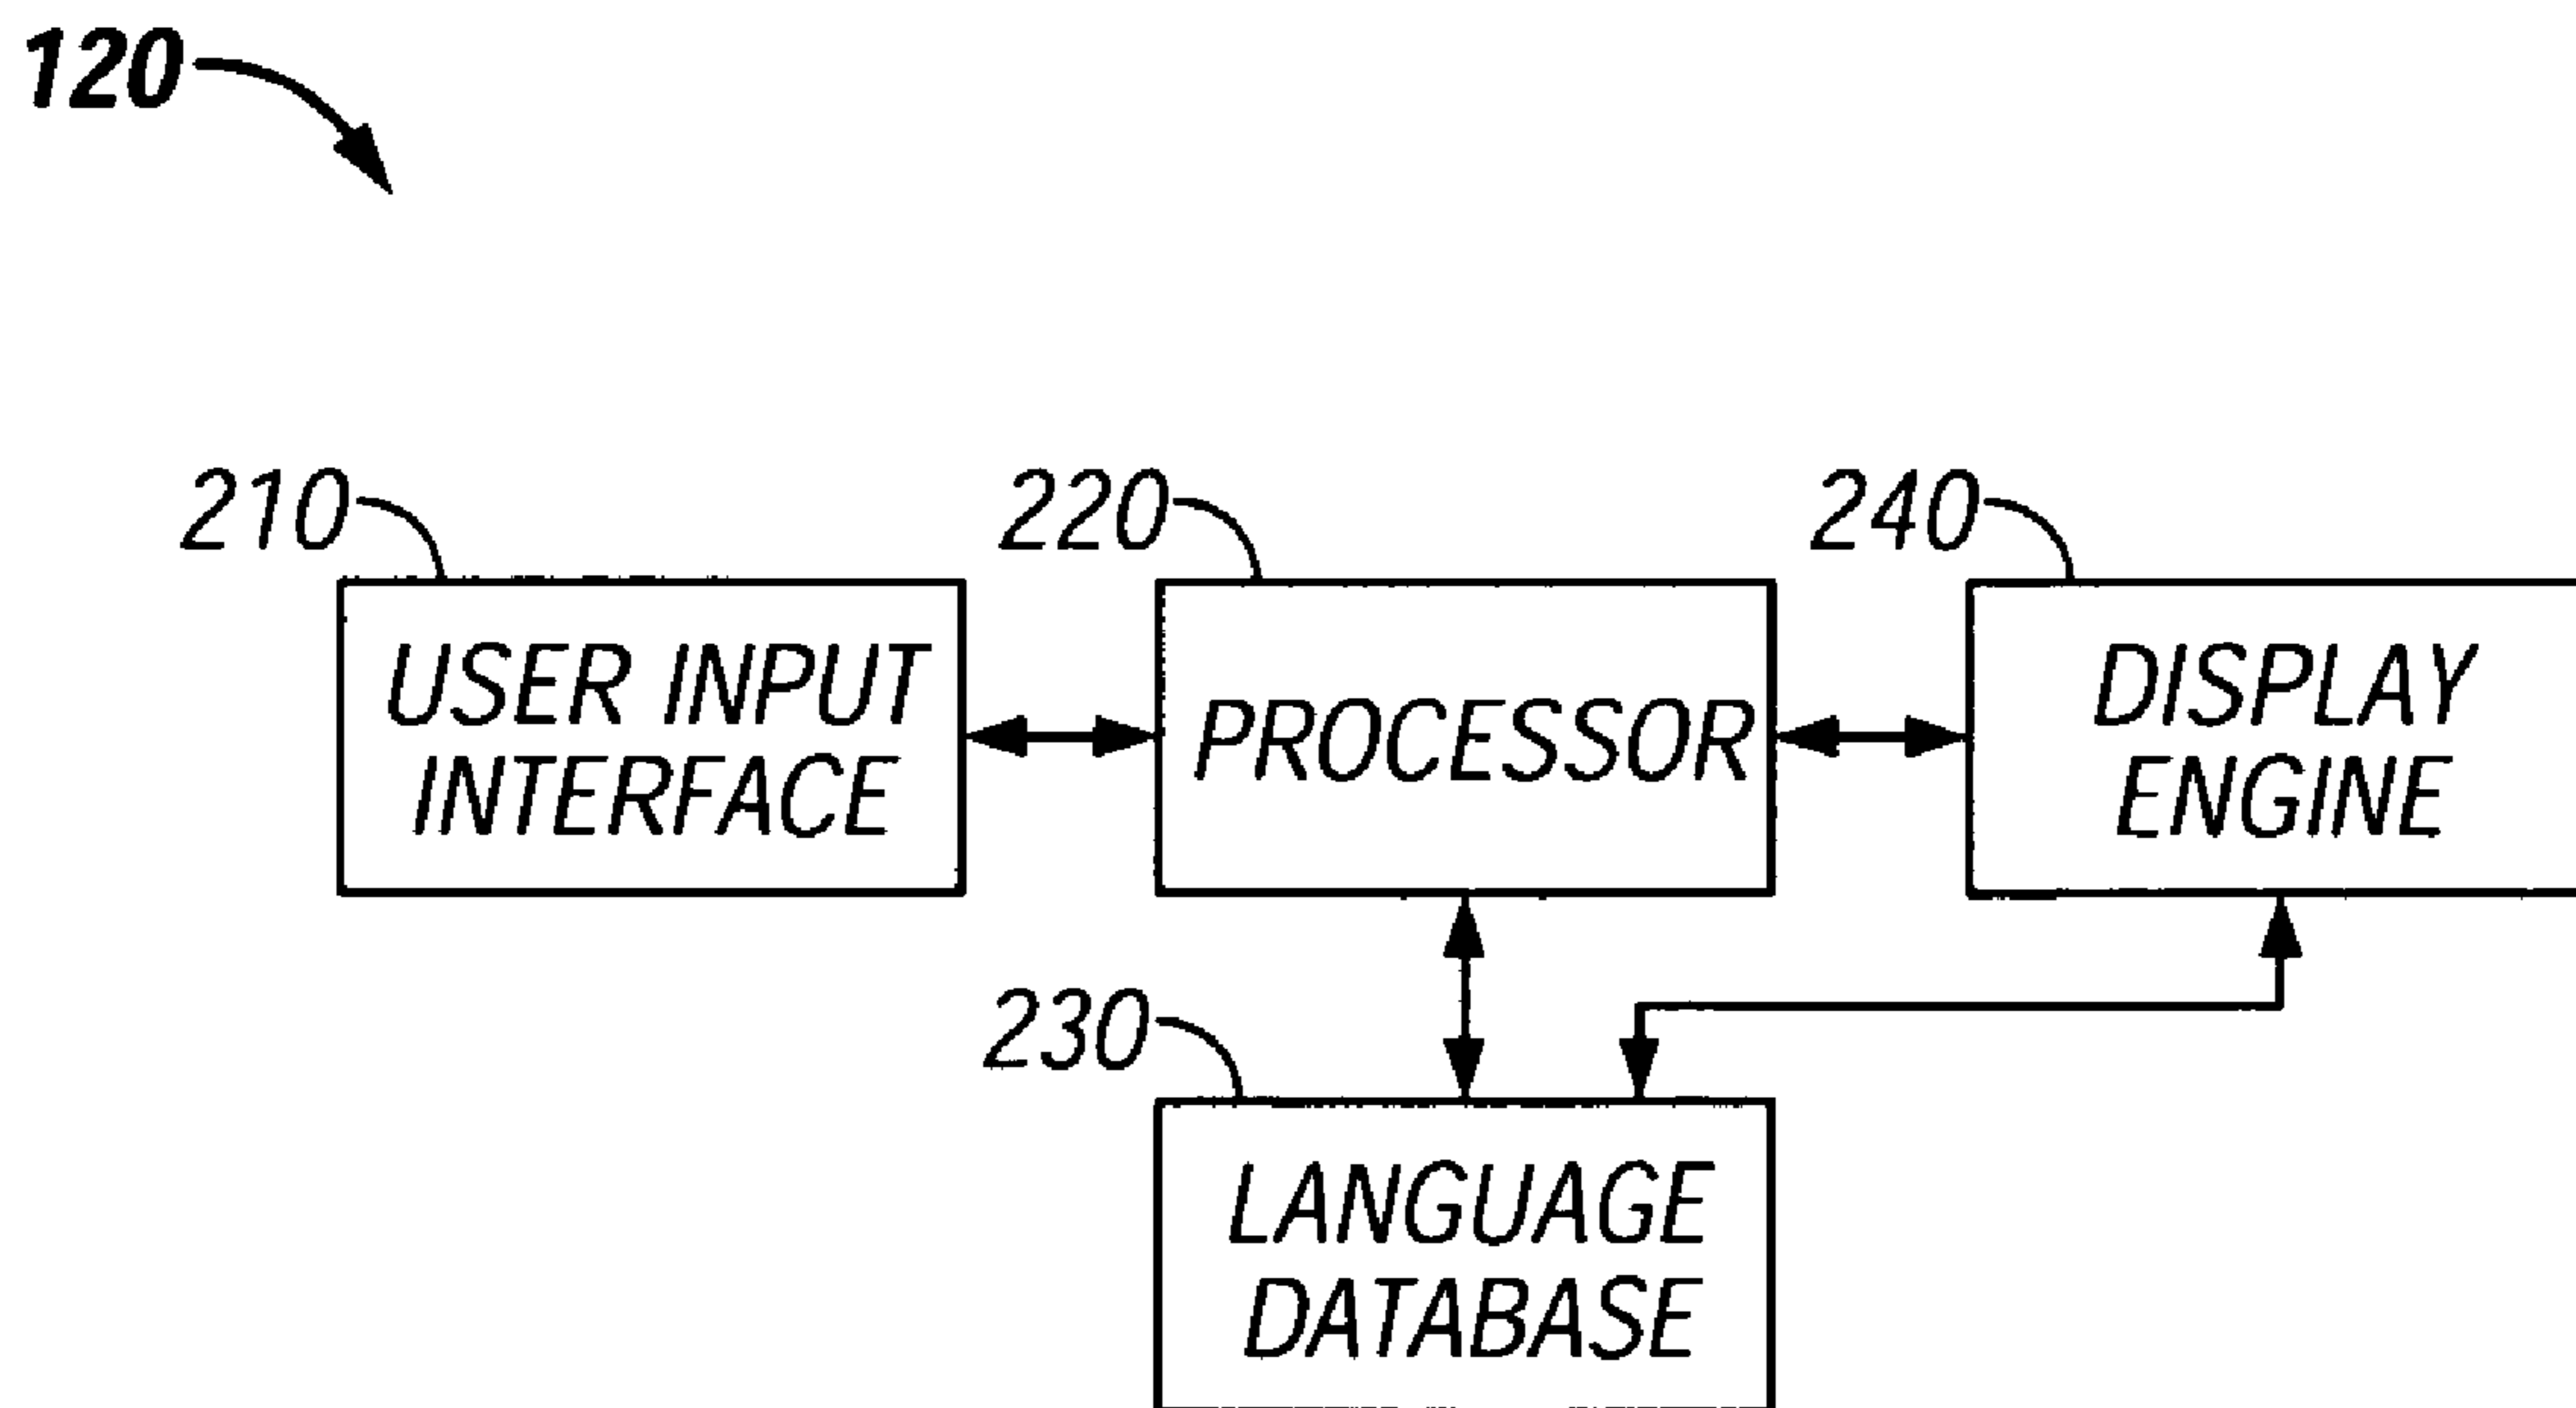 120
210
220
240
USER INPUT
INTERFACE
PROCESSOR
DISPLAY
ENGINE
230
LANGUAGE
DATABASE